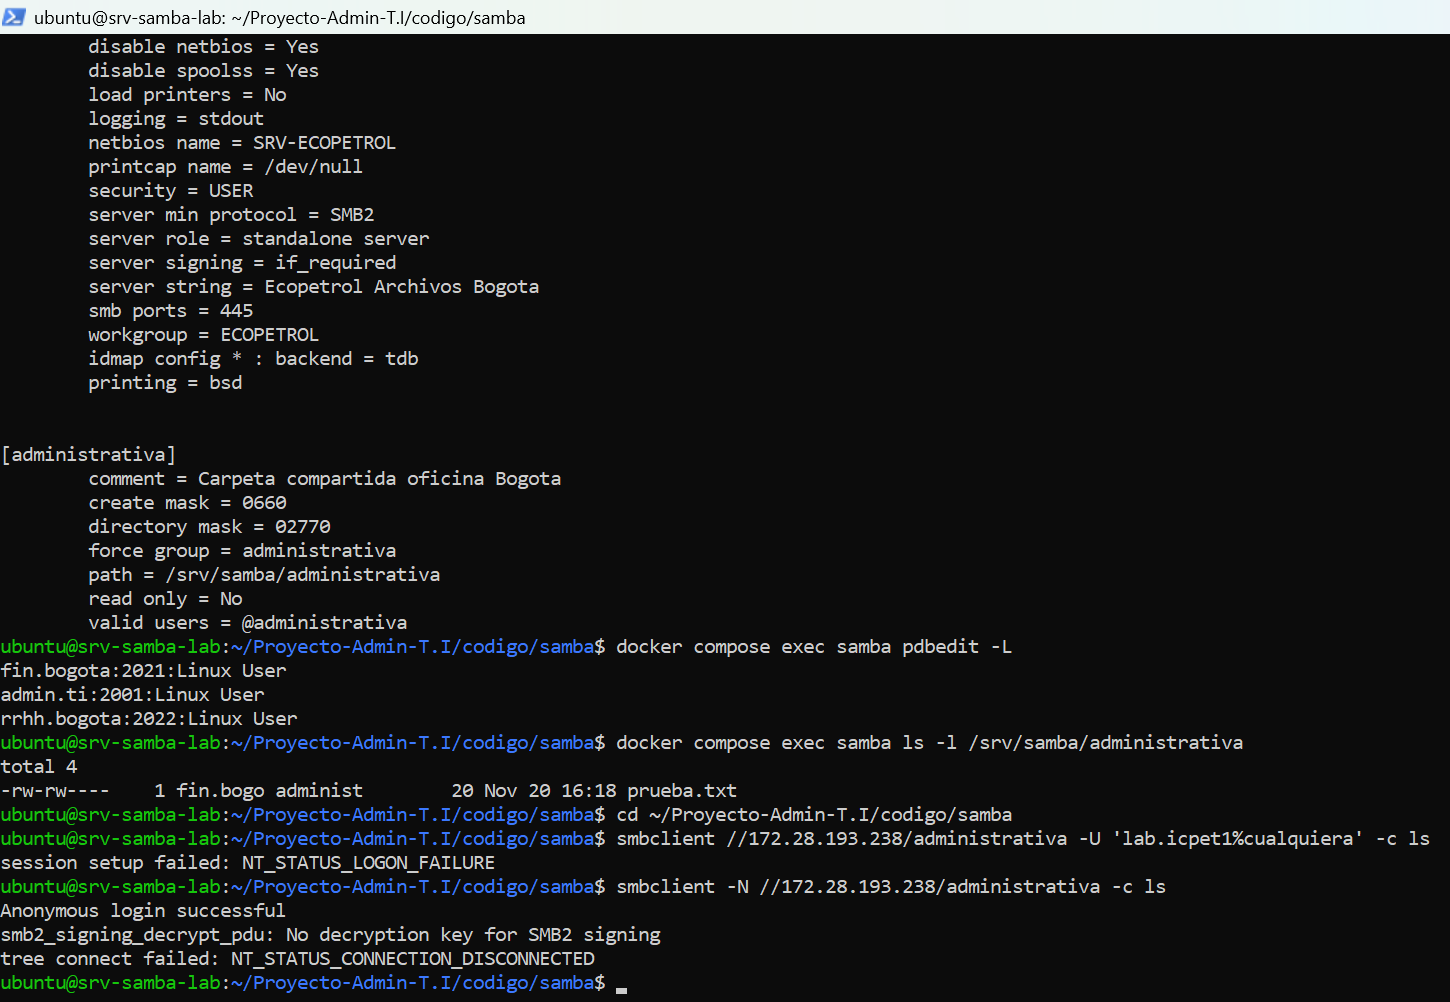 ubuntu@srv-samba-lab: ~/Proyecto-Admin-T.I/codigo/samba
disable netbios = Yes
disable spoolss = Yes
load printers = No
logging = stdout
netbios name = SRV-ECOPETROL
printcap name = /dev/null
security = USER
server min protocol = SMB2
server role = standalone server
server signing = if_required
server string = Ecopetrol Archivos Bogota
smb ports = 445
workgroup = ECOPETROL
idmap config * : backend = tdb
printing = bsd
[administrativa]
comment = Carpeta compartida oficina Bogota
create mask = 0660
directory mask = 02770
force group = administrativa
path = /srv/samba/administrativa
read only = No
valid users = @administrativa
ubuntu@srv-samba-lab:~/Proyecto-Admin-T.I/codigo/samba$ docker compose exec samba pdbedit -L
fin.bogota:2021:Linux User
admin.ti:2001:Linux User
rrhh.bogota:2022:Linux User
ubuntu@srv-samba-lab:~/Proyecto-Admin-T.I/codigo/samba$ docker compose exec samba ls -l /srv/samba/administrativa
total 4
-rw-rw----    1 fin.bogo administ        20 Nov 20 16:18 prueba.txt
ubuntu@srv-samba-lab:~/Proyecto-Admin-T.I/codigo/samba$ cd ~/Proyecto-Admin-T.I/codigo/samba
ubuntu@srv-samba-lab:~/Proyecto-Admin-T.I/codigo/samba$ smbclient //172.28.193.238/administrativa -U 'lab.icpet1%cualquiera' -c ls
session setup failed: NT_STATUS_LOGON_FAILURE
ubuntu@srv-samba-lab:~/Proyecto-Admin-T.I/codigo/samba$ smbclient -N //172.28.193.238/administrativa -c ls
Anonymous login successful
smb2_signing_decrypt_pdu: No decryption key for SMB2 signing
tree connect failed: NT_STATUS_CONNECTION_DISCONNECTED
ubuntu@srv-samba-lab:~/Proyecto-Admin-T.I/codigo/samba$